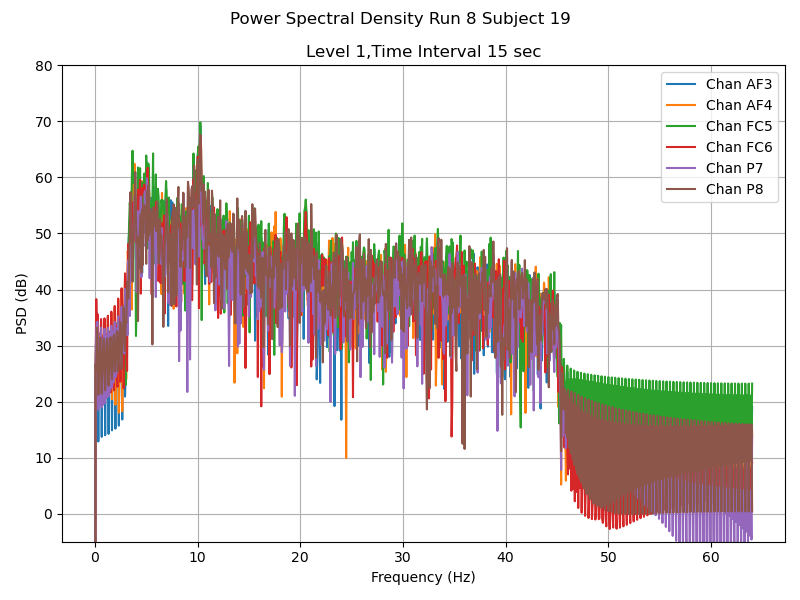 Power Spectral Density Run 8 Subject 19
Level 1,Time Interval 15 sec
80
70
60
50
40
30
20
10
0
PSD (dB)
Chan AF3
Chan AF4
Chan FC5
Chan FC6
Chan P7
Chan P8
0 10 20 30 40 50 60
Frequency (Hz)